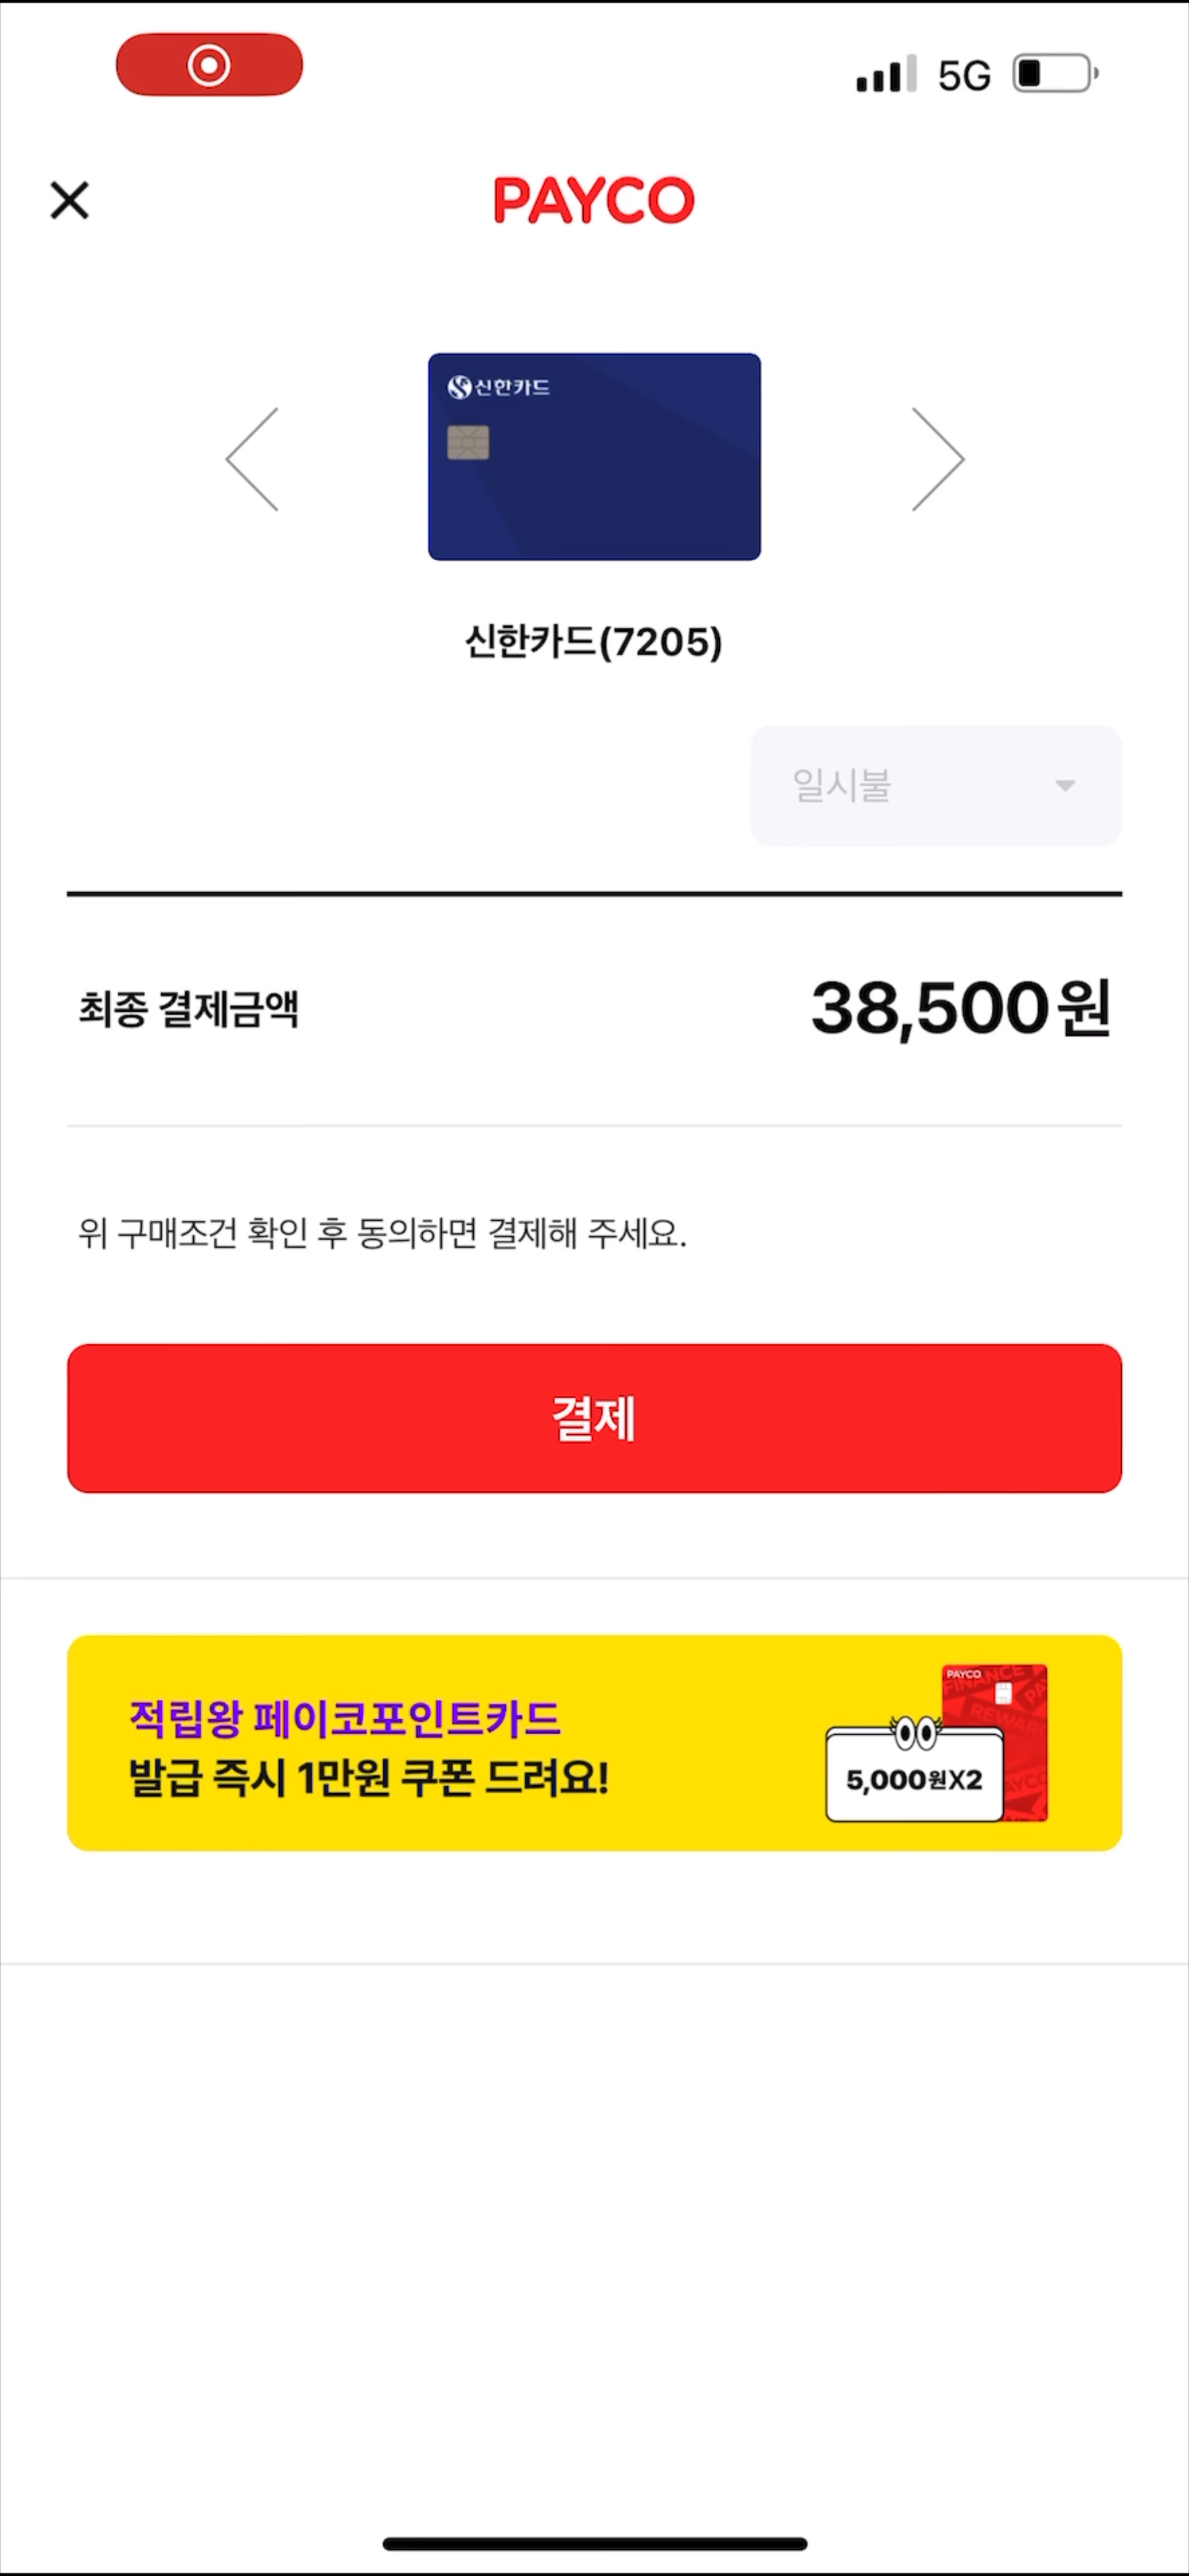 5G
PAYCO
신한카드
신한카드(7205)
일시불
최종 결제금액
38,500원
위 구매조건 확인 후 동의하면 결제해 주세요.
결제
적립왕 페이코포인트카드
발급 즉시 1만원 쿠폰 드려요!
PAYCO
FINANCE
REWARD
5,000원X2